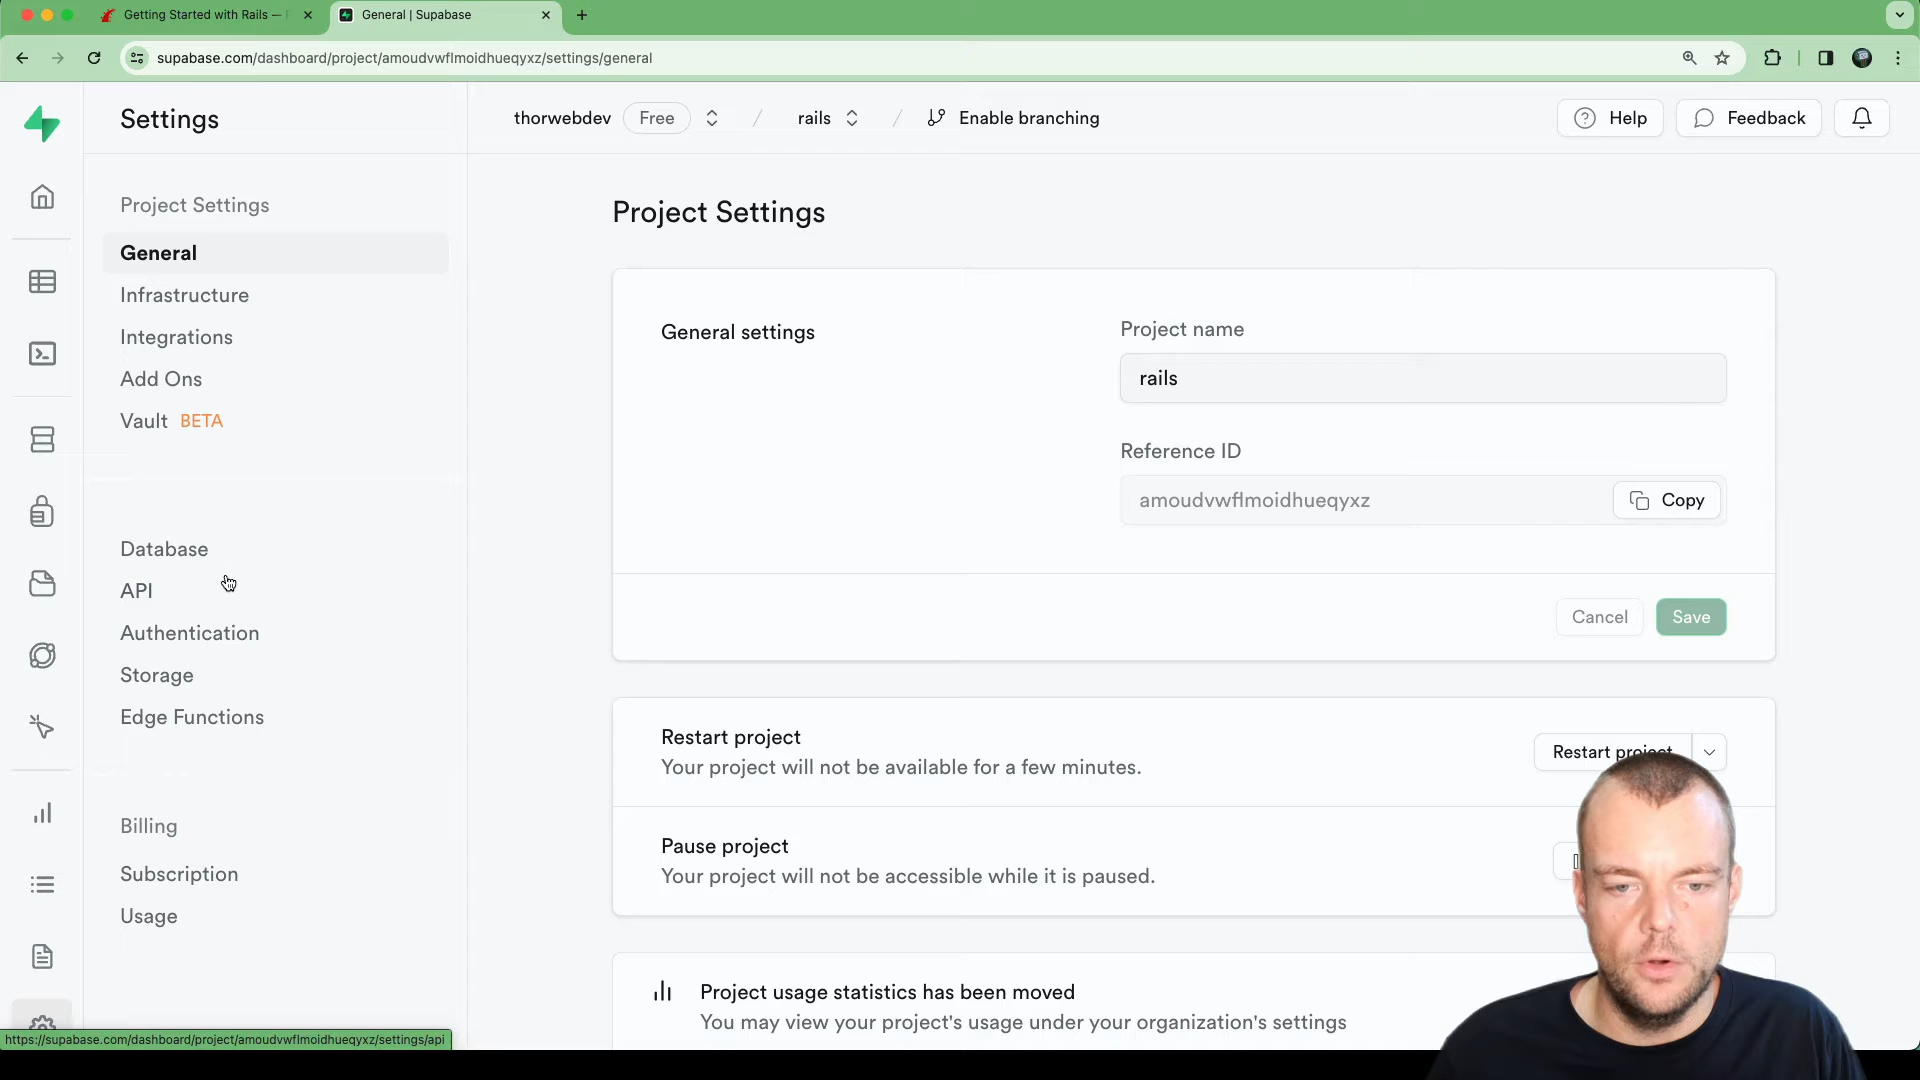 Getting Started with Rails —
General | Supabase
supabase.com/dashboard/project/amoudvwflmoidhueqyxz/settings/general
Settings
thorwebdev
Free
/
rails
/
Enable branching
Help
Feedback
Project Settings
General
Infrastructure
Integrations
Add Ons
Vault BETA
Database
API
Authentication
Storage
Edge Functions
Billing
Subscription
Usage
Project Settings
General settings
Project name
rails
Reference ID
amoudvwflmoidhueqyxz
Copy
Cancel
Save
Restart project
Your project will not be available for a few minutes.
Restart project
Pause project
Your project will not be accessible while it is paused.
Project usage statistics has been moved
You may view your project's usage under your organization's settings
https://supabase.com/dashboard/project/amoudvwflmoidhueqyxz/settings/api